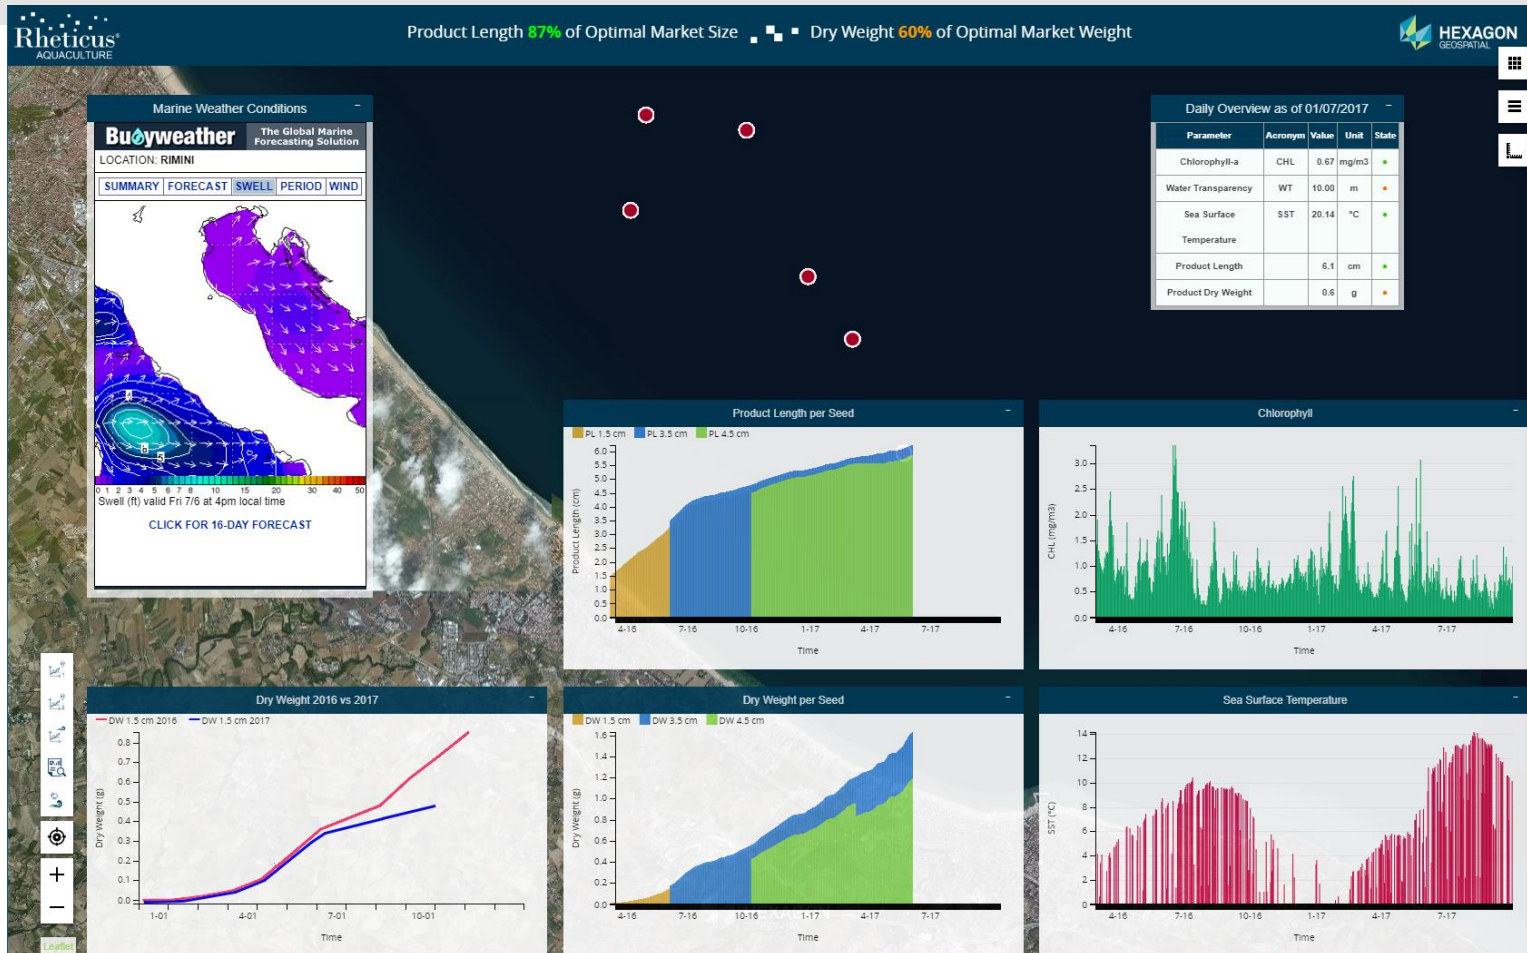 Rheticus®
AQUACULTURE
Product Length 87% of Optimal Market Size
Dry Weight 60% of Optimal Market Weight
HEXAGON
GEOSPATIAL
Marine Weather Conditions
Buoyweather
The Global Marine
Forecasting Solution
LOCATION: RIMINI
SUMMARY FORECAST SWELL PERIOD WIND
4
6
5
0 1 2 3 4 5 6 7 8 10 15 20 30 40 50
Swell (ft) valid Fri 7/6 at 4pm local time
CLICK FOR 16-DAY FORECAST
Daily Overview as of 01/07/2017
Parameter Acronym Value Unit State
Chlorophyll-a CHL 0.67 mg/m3
Water Transparency WT 10.00 m
Sea Surface
Temperature
SST 20.14 °C
Product Length 6.1 cm
Product Dry Weight 0.6 g
Product Length per Seed
PL 1.5 cm PL 3.5 cm PL 4.5 cm
Product Length (cm)
6.0
5.5
5.0
4.5
4.0
3.5
3.0
2.5
2.0
1.5
1.0
0.5
0.0
4-16 7-16 10-16 1-17 4-17 7-17
Time
Chlorophyll
CHL (mg/m3)
3.0
2.5
2.0
1.5
1.0
0.5
0.0
4-16 7-16 10-16 1-17 4-17 7-17
Time
Dry Weight 2016 vs 2017
DW 1.5 cm 2016 DW 1.5 cm 2017
Dry Weight (g)
0.8
0.7
0.6
0.5
0.4
0.3
0.2
0.1
0.0
1-01 4-01 7-01 10-01
Time
Dry Weight per Seed
DW 1.5 cm DW 3.5 cm DW 4.5 cm
Dry Weight (g)
1.6
1.4
1.2
1.0
0.8
0.6
0.4
0.2
0.0
4-16 7-16 10-16 1-17 4-17 7-17
HEXAGON
Time
Sea Surface Temperature
SST (°C)
14
12
10
8
6
4
2
0
4-16 7-16 10-16 1-17 4-17 7-17
Time
+
−
Leaflet